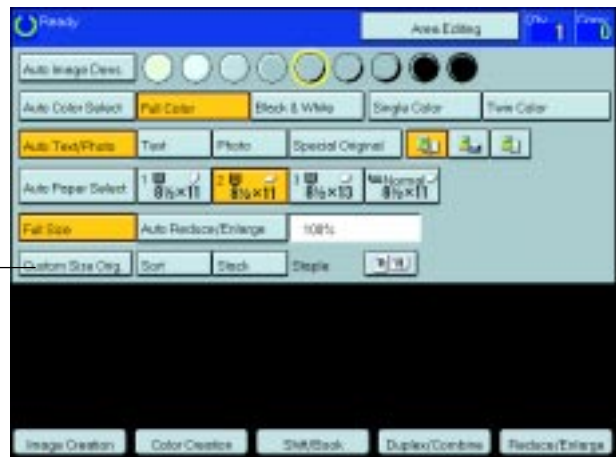 Ready Area Editing Qty. 1 Copy 0
Auto Image Dens.
Auto Color Select Full Color Black & White Single Color Two Color
Auto Text/Photo Text Photo Special Original
Auto Paper Select 1 8½×11 2 8½×11 3 8½×13 Normal 8½×11
Full Size Auto Reduce/Enlarge 100%
Custom Size Orig. Sort Stack Staple
Image Creation Color Creation Shift/Book Duplex/Combine Reduce/Enlarge